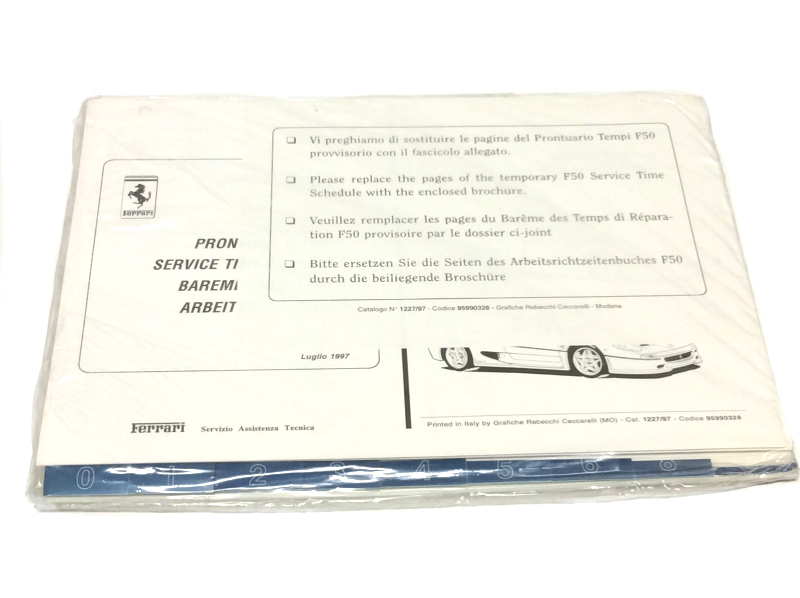 ❑ Vi preghiamo di sostituire le pagine del Prontuario Tempi F50
provvisorio con il fascicolo allegato.
❑ Please replace the pages of the temporary F50 Service Time
Schedule with the enclosed brochure.
❑ Veuillez remplacer les pages du Barême des Temps di Répara-
tion F50 provisoire par le dossier ci-joint
❑ Bitte ersetzen Sie die Seiten des Arbeitsrichtzeitenbuches F50
durch die beiliegende Broschüre
Catalogo N° 1227/97 - Codice 95990328 - Grafiche Rebecchi Ceccarelli - Modena
Ferrari
PRON
SERVICE TI
BAREM
ARBEIT
Luglio 1997
Ferrari Servizio Assistenza Tecnica
Printed in Italy by Grafiche Rebecchi Ceccarelli (MO) - Cat. 1227/97 - Codice 95990328
0 1 2 3 4 5 6